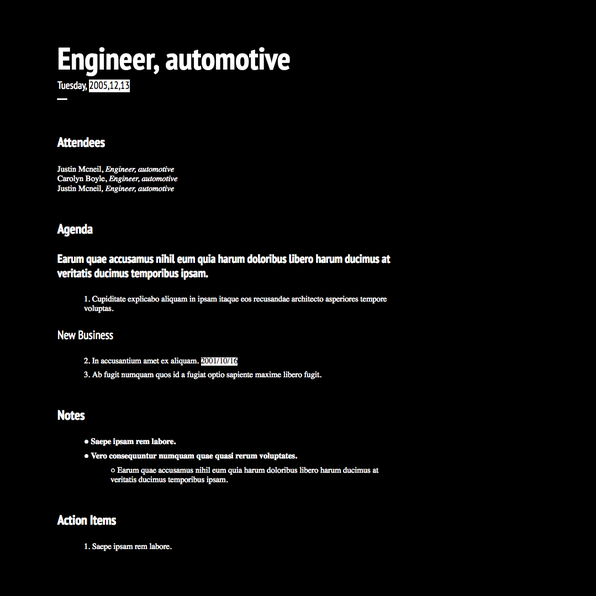 Engineer, automotive
Tuesday, 2005,12,13
Attendees
Justin Mcneil, Engineer, automotive
Carolyn Boyle, Engineer, automotive
Justin Mcneil, Engineer, automotive
Agenda
Earum quae accusamus nihil eum quia harum doloribus libero harum ducimus at
veritatis ducimus temporibus ipsam.
1. Cupiditate explicabo aliquam in ipsam itaque eos recusandae architecto asperiores tempore
voluptas.
New Business
2. In accusantium amet ex aliquam. 2001/10/16
3. Ab fugit numquam quos id a fugiat optio sapiente maxime libero fugit.
Notes
● Saepe ipsam rem labore.
● Vero consequuntur numquam quae quasi rerum voluptates.
○ Earum quae accusamus nihil eum quia harum doloribus libero harum ducimus at
veritatis ducimus temporibus ipsam.
Action Items
1. Saepe ipsam rem labore.